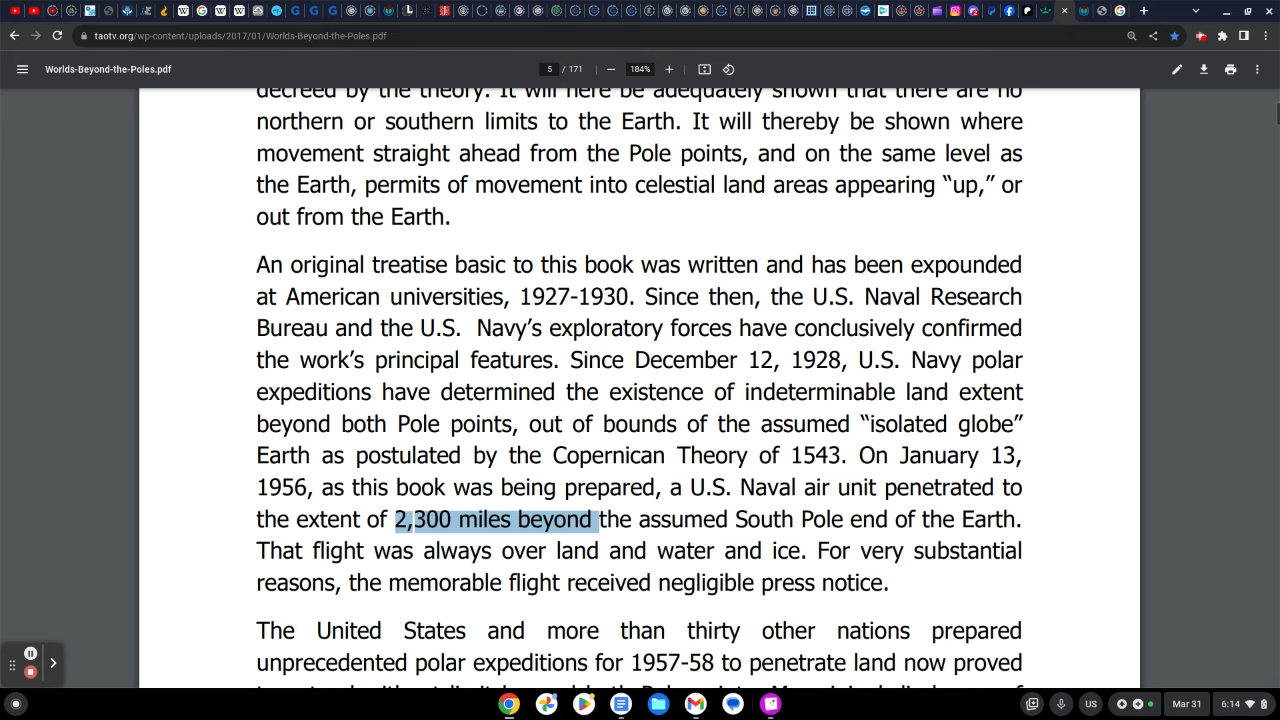 taotv.org/wp-content/uploads/2017/01/Worlds-Beyond-the-Poles.pdf
Worlds-Beyond-the-Poles.pdf
5 / 171
184%
decreed by the theory. It will here be adequately shown that there are no
northern or southern limits to the Earth. It will thereby be shown where
movement straight ahead from the Pole points, and on the same level as
the Earth, permits of movement into celestial land areas appearing “up,” or
out from the Earth.
An original treatise basic to this book was written and has been expounded
at American universities, 1927-1930. Since then, the U.S. Naval Research
Bureau and the U.S. Navy’s exploratory forces have conclusively confirmed
the work’s principal features. Since December 12, 1928, U.S. Navy polar
expeditions have determined the existence of indeterminable land extent
beyond both Pole points, out of bounds of the assumed “isolated globe”
Earth as postulated by the Copernican Theory of 1543. On January 13,
1956, as this book was being prepared, a U.S. Naval air unit penetrated to
the extent of 2,300 miles beyond the assumed South Pole end of the Earth.
That flight was always over land and water and ice. For very substantial
reasons, the memorable flight received negligible press notice.
The United States and more than thirty other nations prepared
unprecedented polar expeditions for 1957-58 to penetrate land now proved
US
Mar 31
6:14